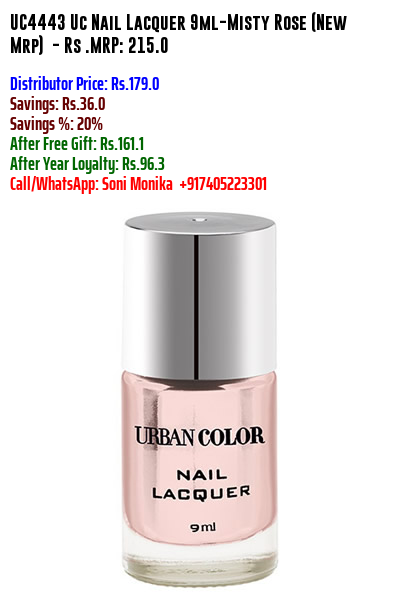 UC4443 Uc Nail Lacquer 9ml-Misty Rose (New
Mrp)  - Rs .MRP: 215.0
Distributor Price: Rs.179.0
Savings: Rs.36.0
Savings %: 20%
After Free Gift: Rs.161.1
After Year Loyalty: Rs.96.3
Call/WhatsApp: Soni Monika  +917405223301
URBAN COLOR
NAIL
LACQUER
9ml